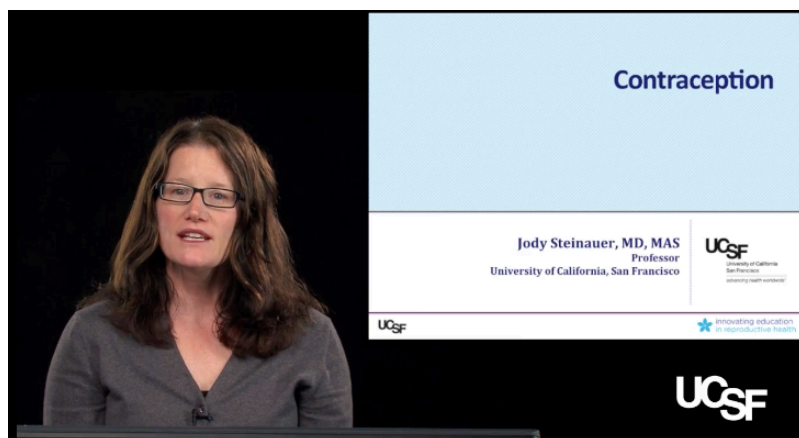 Contraception
Jody Steinauer, MD, MAS
Professor
University of California, San Francisco
UCSF
University of California
San Francisco
advancing health worldwide
UCSF
innovating education
in reproductive health
UCSF